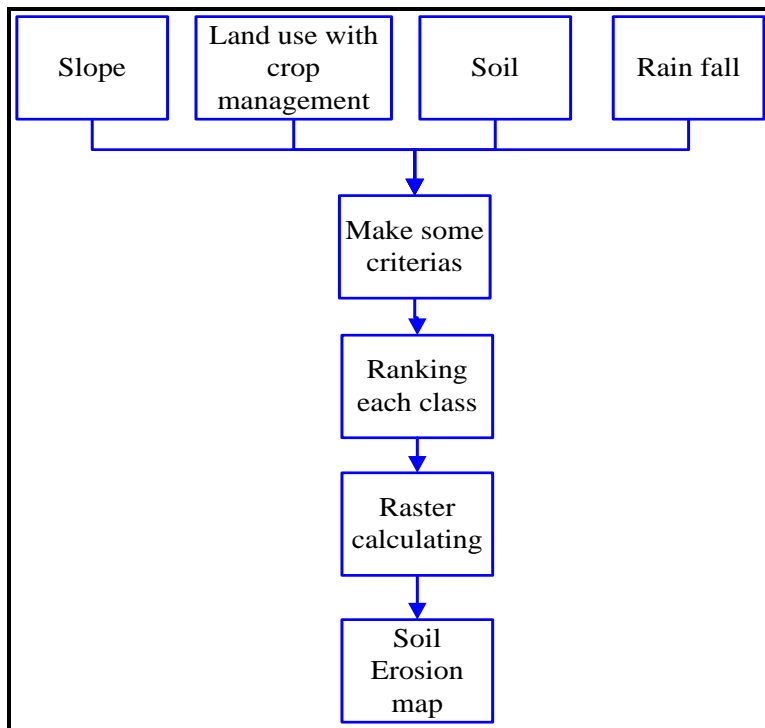 Slope
Land use with
crop
management
Soil
Rain fall
Make some
criterias
Ranking
each class
Raster
calculating
Soil
Erosion
map